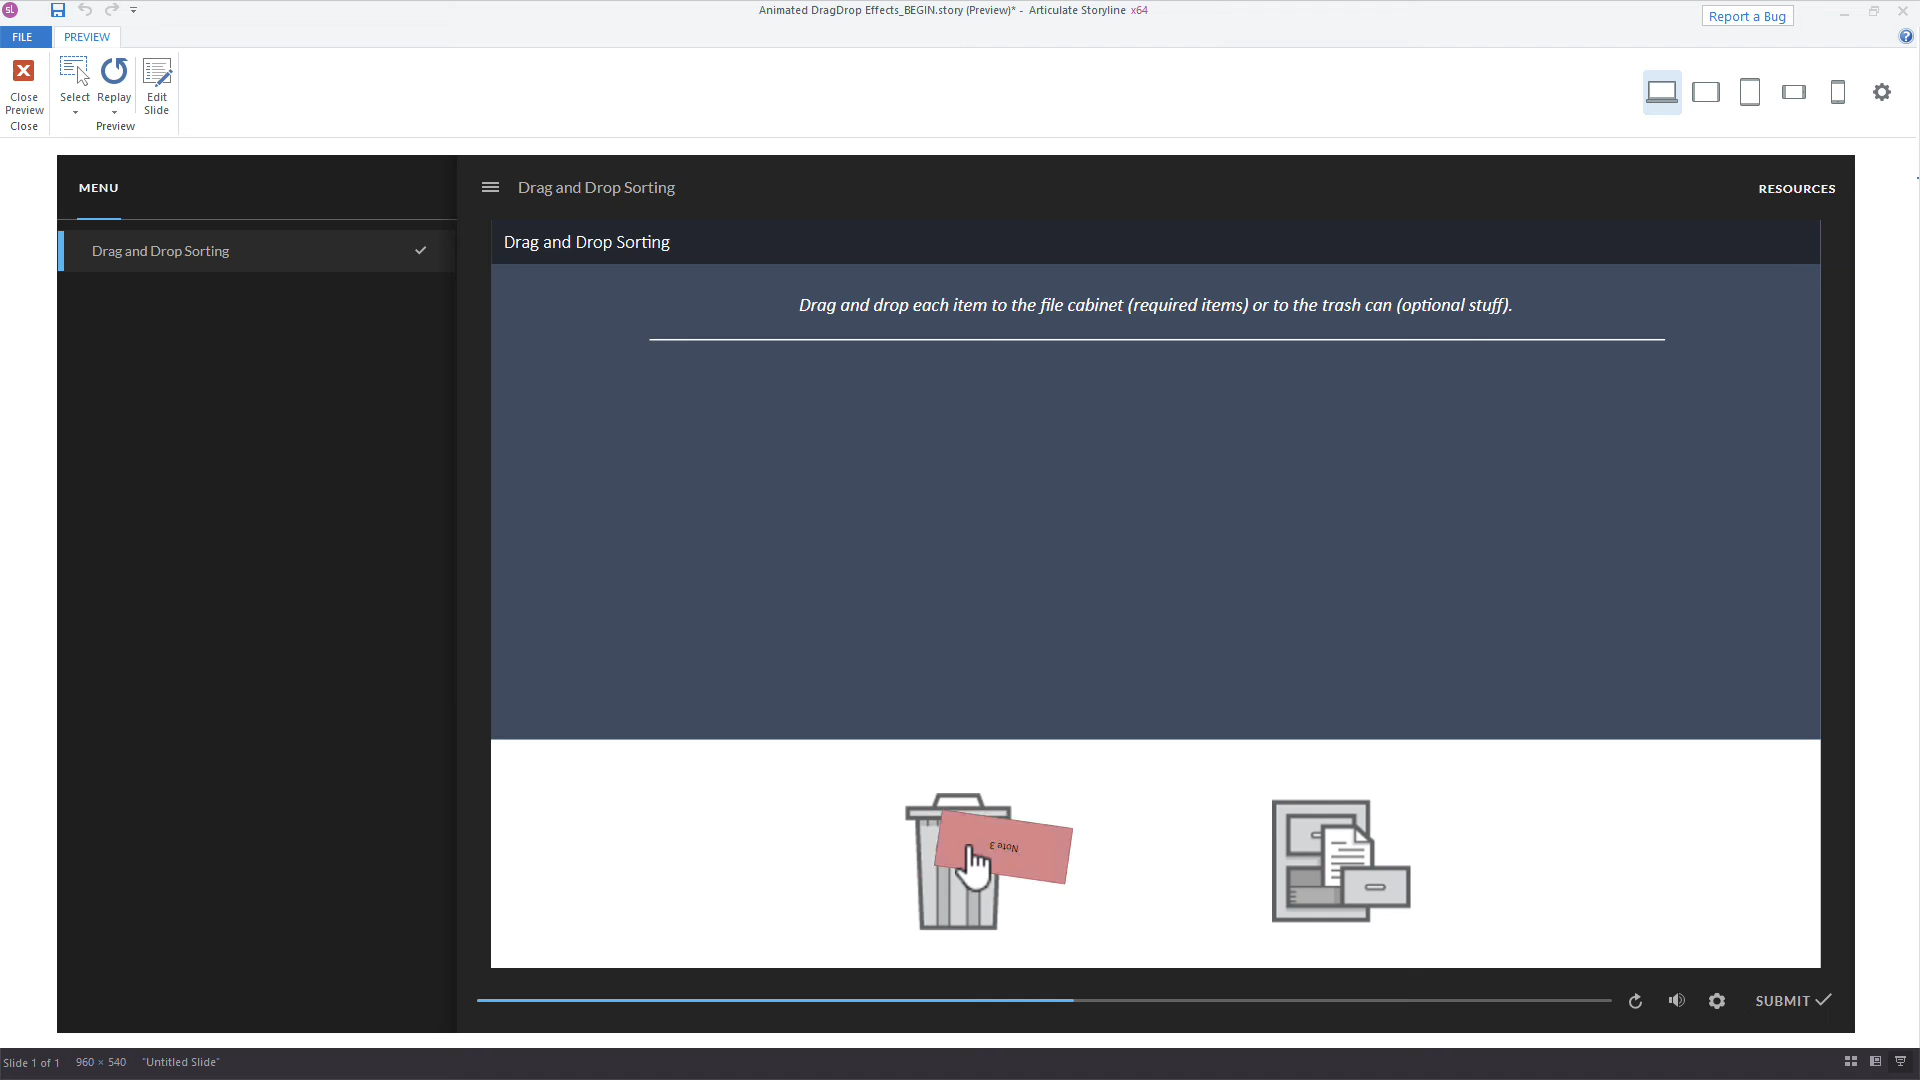 sl
Animated DragDrop Effects_BEGIN.story (Preview)* - Articulate Storyline x64
Report a Bug
FILE
PREVIEW
?
Close Preview
Select
Replay
Edit Slide
Close
Preview
MENU
Drag and Drop Sorting
RESOURCES
Drag and Drop Sorting
Drag and Drop Sorting
Drag and drop each item to the file cabinet (required items) or to the trash can (optional stuff).
Note 3
SUBMIT
Slide 1 of 1
960 × 540
"Untitled Slide"